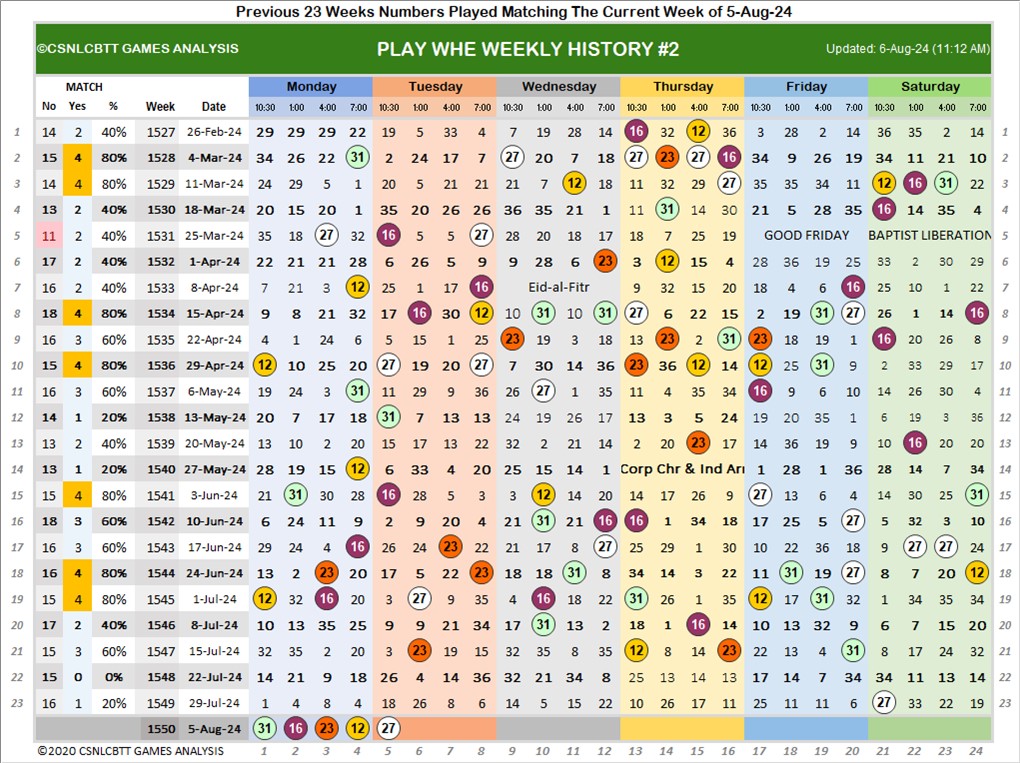 Previous 23 Weeks Numbers Played Matching The Current Week of 5-Aug-24
©CSNLCBTT GAMES ANALYSIS PLAY WHE WEEKLY HISTORY #2 Updated: 6-Aug-24 (11:12 AM)
MATCH Monday Tuesday Wednesday Thursday Friday Saturday
No Yes % Week Date 10:30 1:00 4:00 7:00 10:30 1:00 4:00 7:00 10:30 1:00 4:00 7:00 10:30 1:00 4:00 7:00 10:30 1:00 4:00 7:00 10:30 1:00 4:00 7:00
1 14 2 40% 1527 26-Feb-24 29 29 29 22 19 5 33 4 7 19 28 14 16 32 12 36 3 28 2 14 36 35 2 14 1
2 15 4 80% 1528 4-Mar-24 34 26 22 31 2 24 17 7 27 20 7 18 27 23 27 16 34 9 26 19 34 11 21 10 2
3 14 4 80% 1529 11-Mar-24 24 29 5 1 20 5 21 21 21 7 12 18 11 32 29 27 35 35 34 11 12 16 23 22 3
4 13 2 40% 1530 18-Mar-24 20 15 20 1 35 20 26 26 36 35 21 1 11 31 14 30 21 5 28 35 16 14 35 4 4
5 11 2 40% 1531 25-Mar-24 35 18 27 32 16 5 5 27 28 20 18 17 18 7 25 19 GOOD FRIDAY BAPTIST LIBERATION 5
6 17 2 40% 1532 1-Apr-24 22 21 21 28 6 26 5 9 9 28 6 23 3 12 15 4 28 36 19 25 33 2 30 29 6
7 16 2 40% 1533 8-Apr-24 7 21 3 12 25 1 17 16 Eid-al-Fitr 9 32 15 20 18 4 6 16 25 10 1 22 7
8 18 4 80% 1534 15-Apr-24 9 8 21 32 17 16 30 12 10 31 10 31 27 6 22 15 2 19 31 27 26 1 14 16 8
9 16 3 60% 1535 22-Apr-24 4 1 24 6 5 15 1 25 23 19 3 18 13 23 2 31 23 18 19 1 16 20 26 8 9
10 15 4 80% 1536 29-Apr-24 12 10 25 20 27 19 20 27 7 30 14 36 23 36 12 14 12 25 31 9 2 33 29 17 10
11 16 3 60% 1537 6-May-24 19 24 3 31 11 29 9 36 26 27 1 33 11 4 35 34 16 9 6 10 14 26 30 4 11
12 14 1 20% 1538 13-May-24 20 7 17 18 31 7 13 13 24 19 26 17 13 3 5 24 19 20 35 1 6 19 3 36 12
13 13 2 40% 1539 20-May-24 13 10 2 20 15 17 13 22 32 2 21 14 2 15 23 17 14 36 19 9 10 16 20 20 13
14 13 1 20% 1540 27-May-24 28 19 15 12 6 33 4 20 25 15 14 1 Corp Chr & Ind Arr 1 28 1 36 28 14 7 34 14
15 15 4 80% 1541 3-Jun-24 21 31 30 28 16 28 5 3 3 12 14 20 14 17 26 9 27 13 6 4 14 30 25 31 15
16 18 3 60% 1542 10-Jun-24 6 24 11 9 2 9 20 4 21 31 21 16 16 1 34 18 17 25 5 27 5 32 3 10 16
17 16 3 60% 1543 17-Jun-24 29 24 4 16 26 24 23 22 21 17 8 27 25 29 1 30 10 22 36 18 22 27 23 24 17
18 16 4 80% 1544 24-Jun-24 13 2 23 20 17 5 22 23 18 18 31 8 34 14 3 22 11 31 19 27 8 7 20 12 18
19 15 4 80% 1545 1-Jul-24 12 32 16 20 3 27 9 35 4 16 18 22 31 26 1 35 12 17 31 32 1 34 35 34 19
20 17 2 40% 1546 8-Jul-24 10 13 35 25 9 9 21 34 17 31 13 2 18 1 16 14 10 13 32 9 6 7 15 20 20
21 15 3 60% 1547 15-Jul-24 32 35 2 20 3 23 19 15 32 35 8 35 12 8 14 23 22 13 4 31 8 17 24 32 21
22 15 0 0% 1548 22-Jul-24 14 21 9 18 26 4 14 36 32 21 34 8 25 13 14 13 17 14 7 34 34 11 13 14 22
23 16 1 20% 1549 29-Jul-24 1 4 8 4 18 26 8 6 14 5 15 22 10 26 17 11 25 11 11 6 27 33 22 19 23
1550 5-Aug-24 31 16 23 12 27
©2020 CSNLCBTT GAMES ANALYSIS 1 2 3 4 5 6 7 8 9 10 11 12 13 14 15 16 17 18 19 20 21 22 23 24